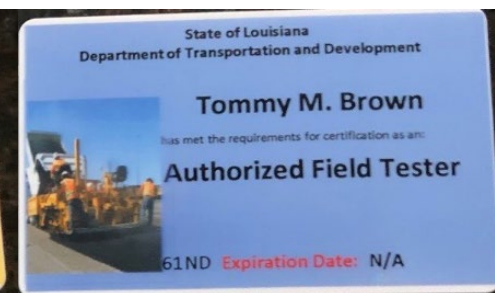 State of Louisiana
Department of Transportation and Development
Tommy M. Brown
has met the requirements for certification as an:
Authorized Field Tester
61ND Expiration Date: N/A